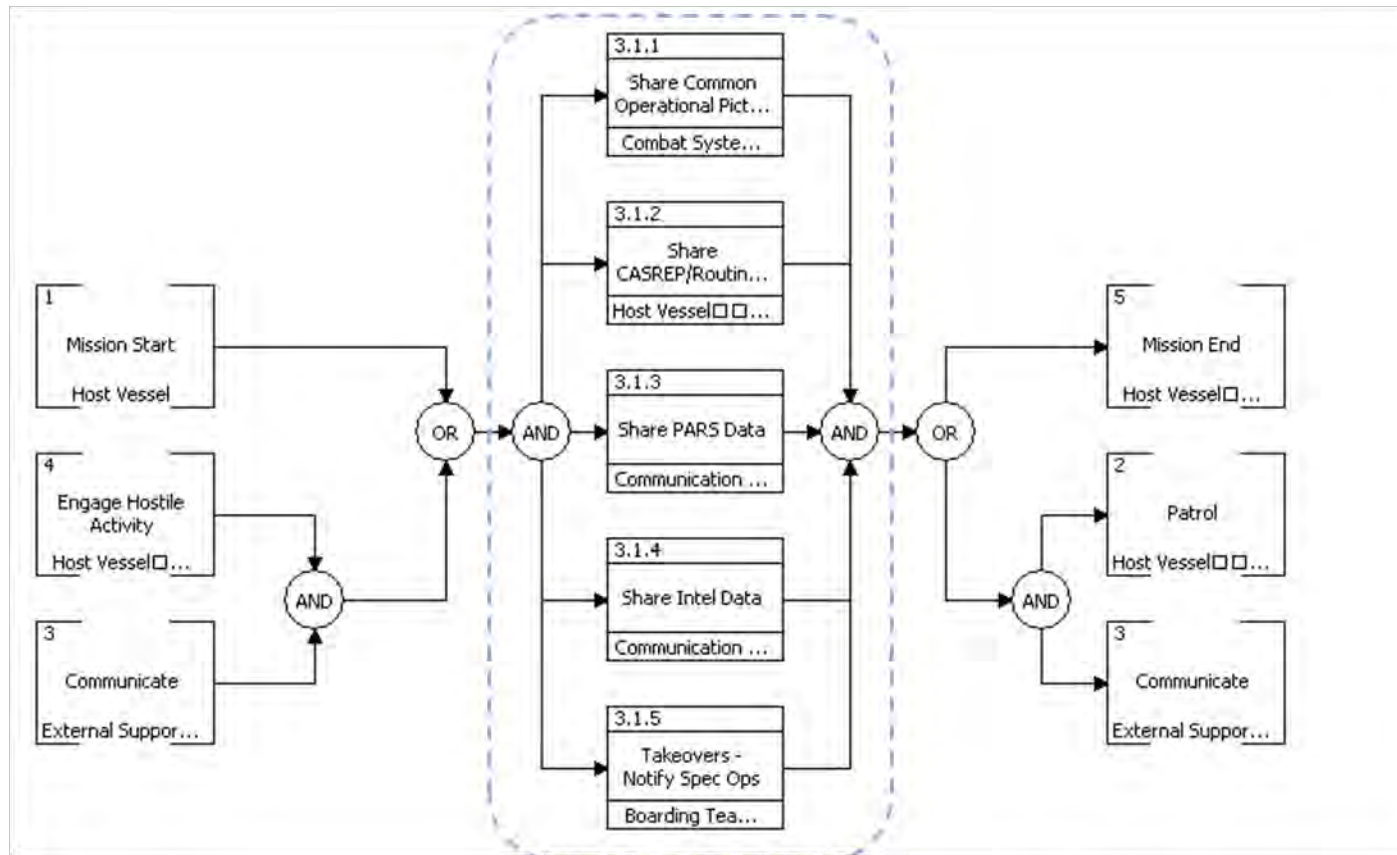 1
Mission Start
Host Vessel
4
Engage Hostile
Activity
Host Vessel□...
3
Communicate
External Suppor...
AND
OR
AND
3.1.1
Share Common
Operational Pict...
Combat Syste...
3.1.2
Share
CASREP/Routin...
Host Vessel□□...
3.1.3
Share PARS Data
Communication ...
3.1.4
Share Intel Data
Communication ...
3.1.5
Takeovers -
Notify Spec Ops
Boarding Tea...
AND
OR
AND
5
Mission End
Host Vessel□...
2
Patrol
Host Vessel□□...
3
Communicate
External Suppor...